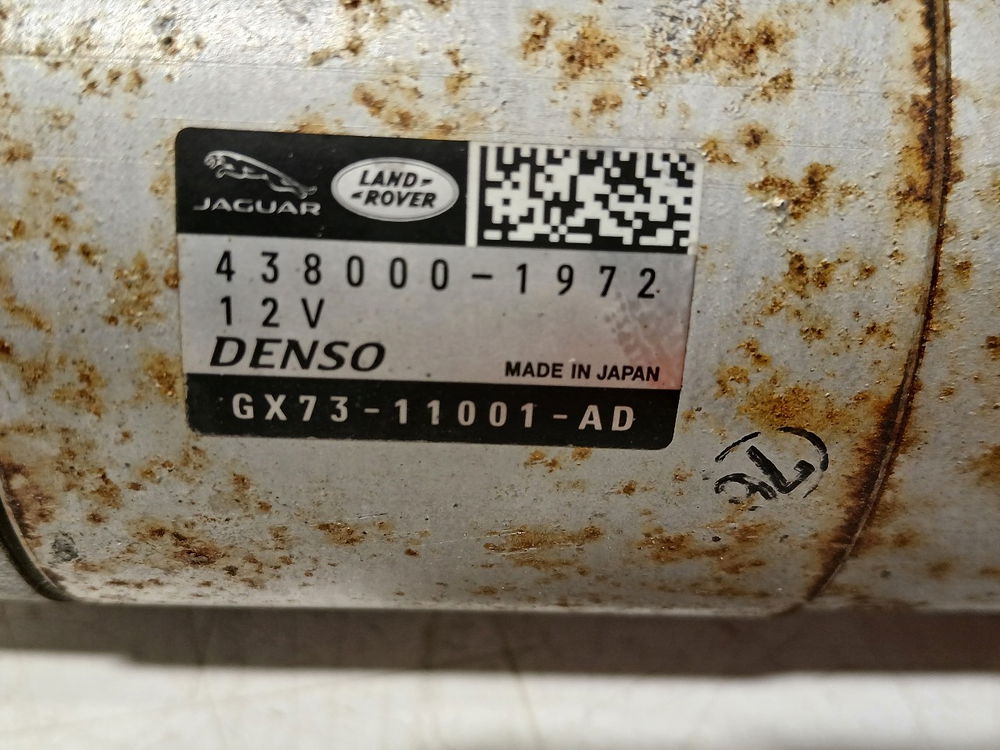 JAGUAR
LAND-
-ROVER
438000-1972
12V
DENSO
MADE IN JAPAN
GX73-11001-AD